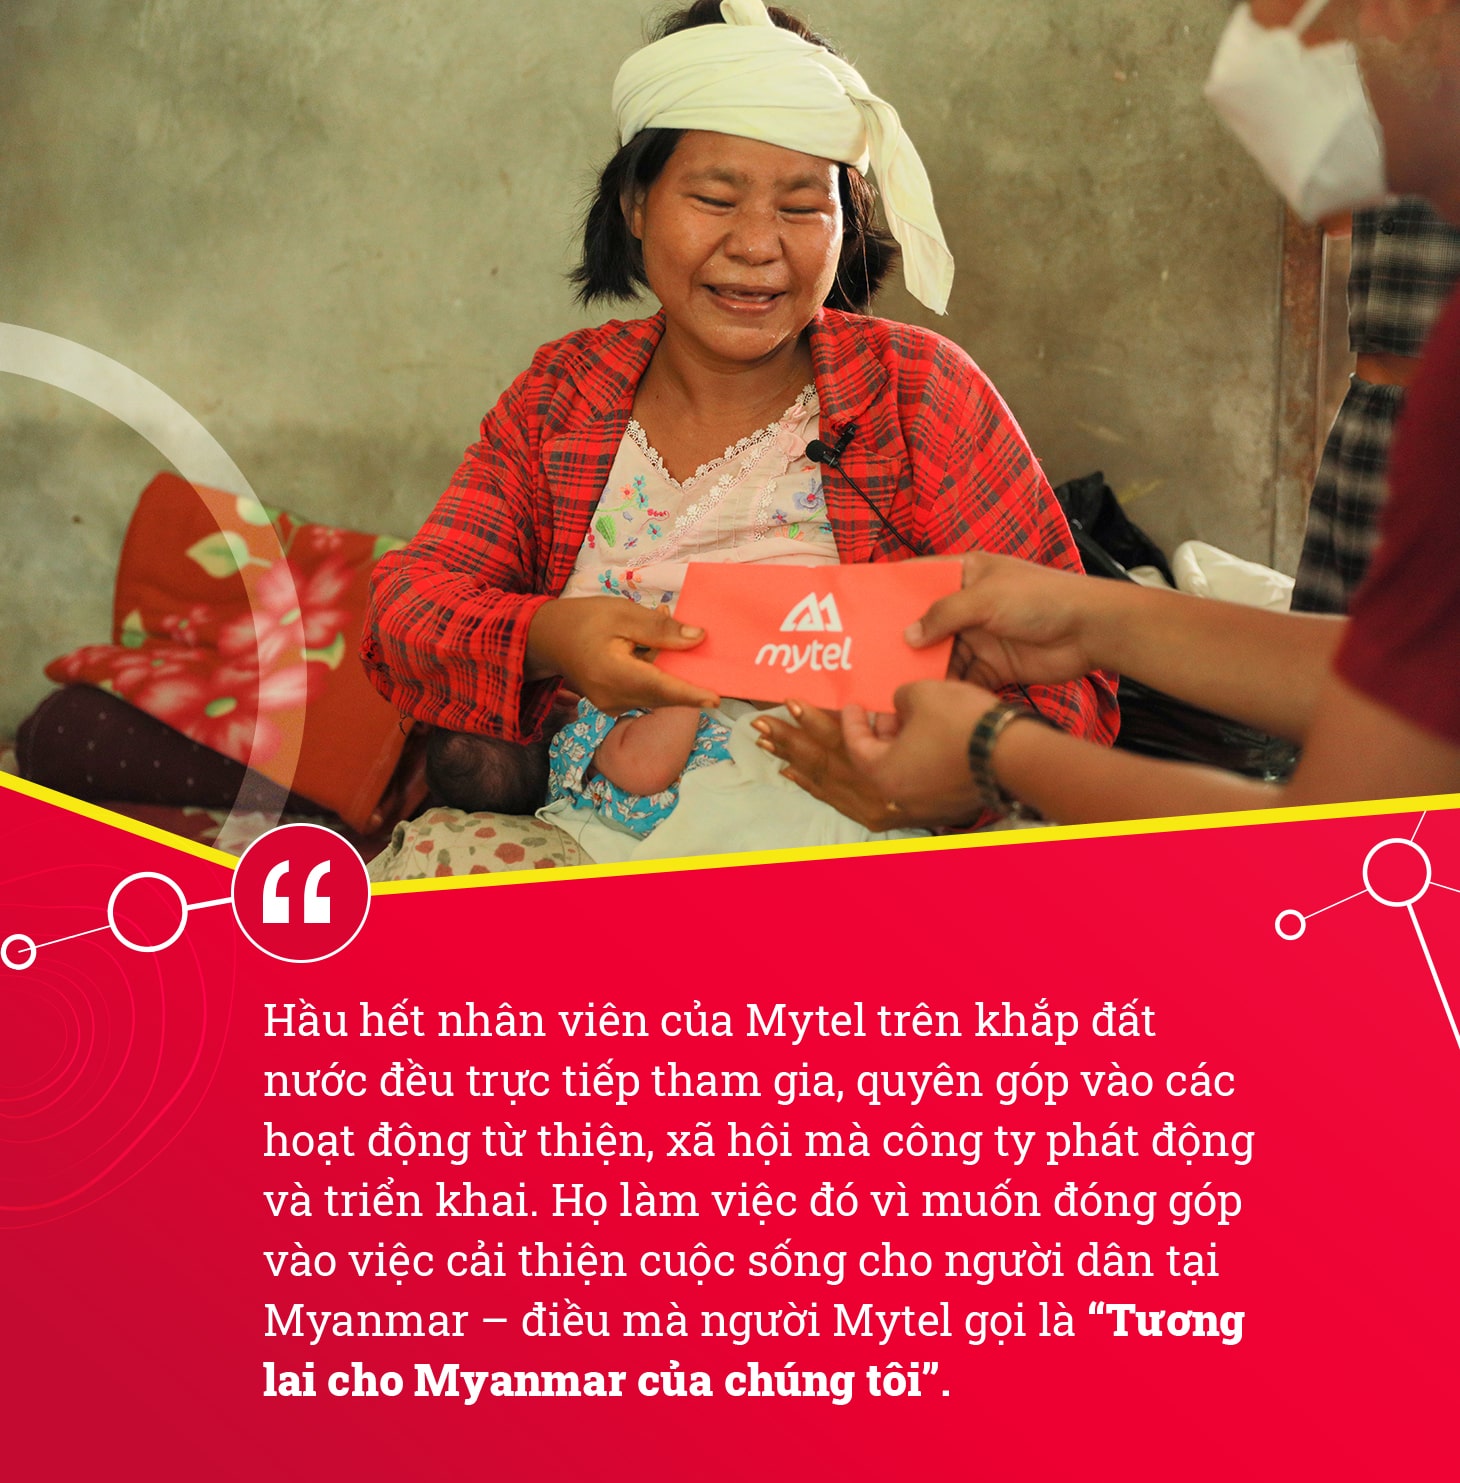 mytel
“
Hầu hết nhân viên của Mytel trên khắp đất
nước đều trực tiếp tham gia, quyên góp vào các
hoạt động từ thiện, xã hội mà công ty phát động
và triển khai. Họ làm việc đó vì muốn đóng góp
vào việc cải thiện cuộc sống cho người dân tại
Myanmar – điều mà người Mytel gọi là “Tương
lai cho Myanmar của chúng tôi”.